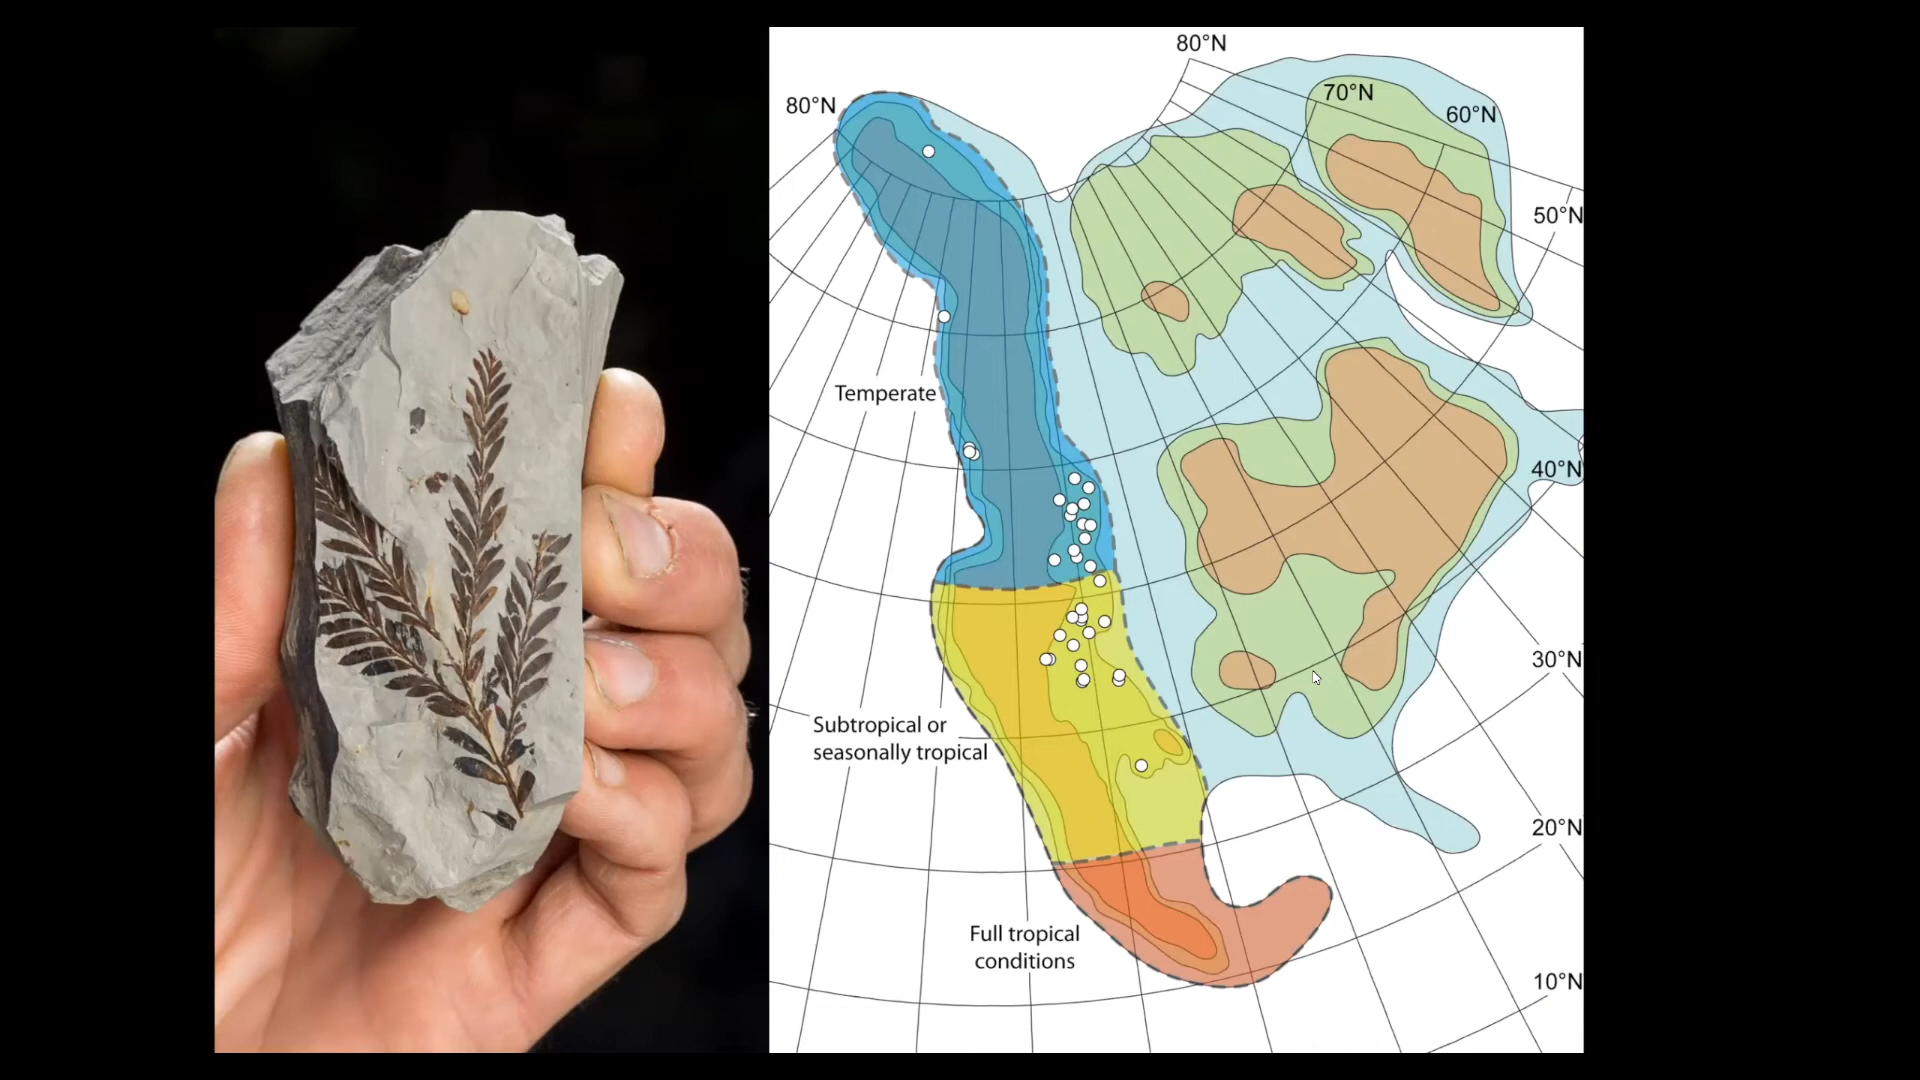 80°N
80°N
70°N
60°N
50°N
Temperate
40°N
30°N
Subtropical or
seasonally tropical
20°N
Full tropical
conditions
10°N